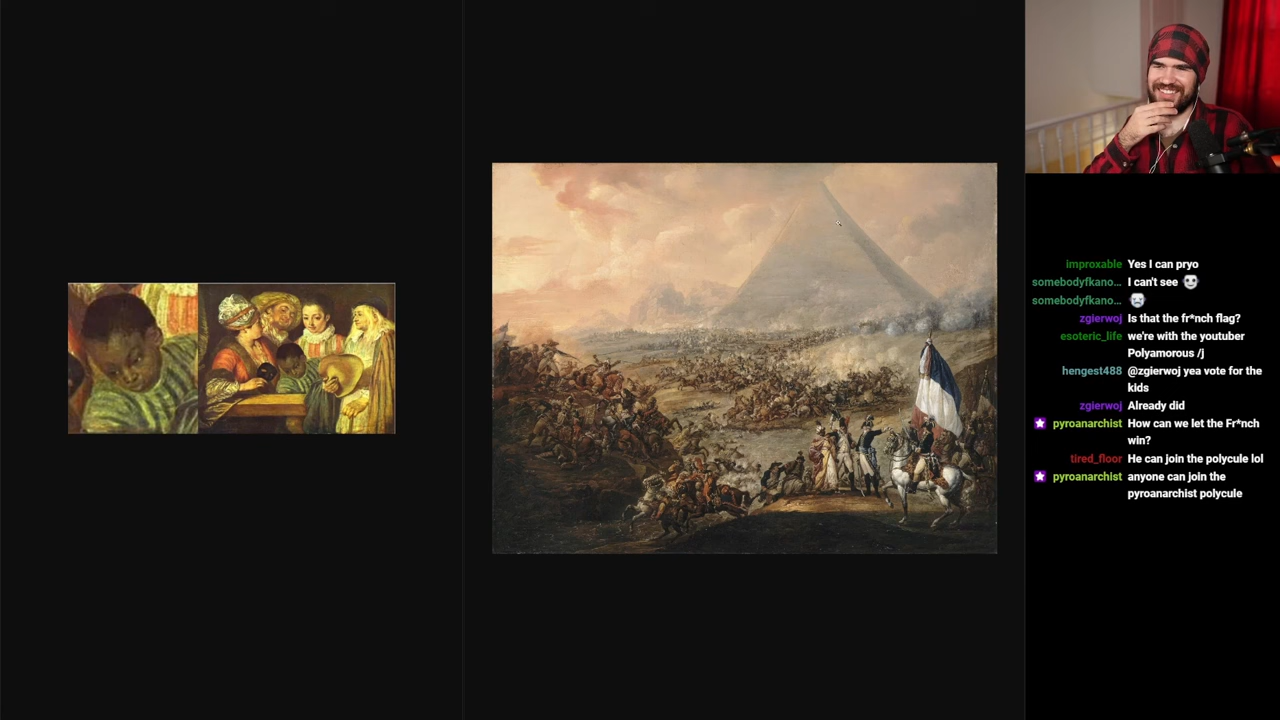 improxable Yes I can pryo
somebodyfkano... I can't see
somebodyfkano...
zgierwoj Is that the fr*nch flag?
esoteric_life we're with the youtuber
Polyamorous /j
hengest488 @zgierwoj yea vote for the
kids
zgierwoj Already did
pyroanarchist How can we let the Fr*nch
win?
tired_floor He can join the polycule lol
pyroanarchist anyone can join the
pyroanarchist polycule